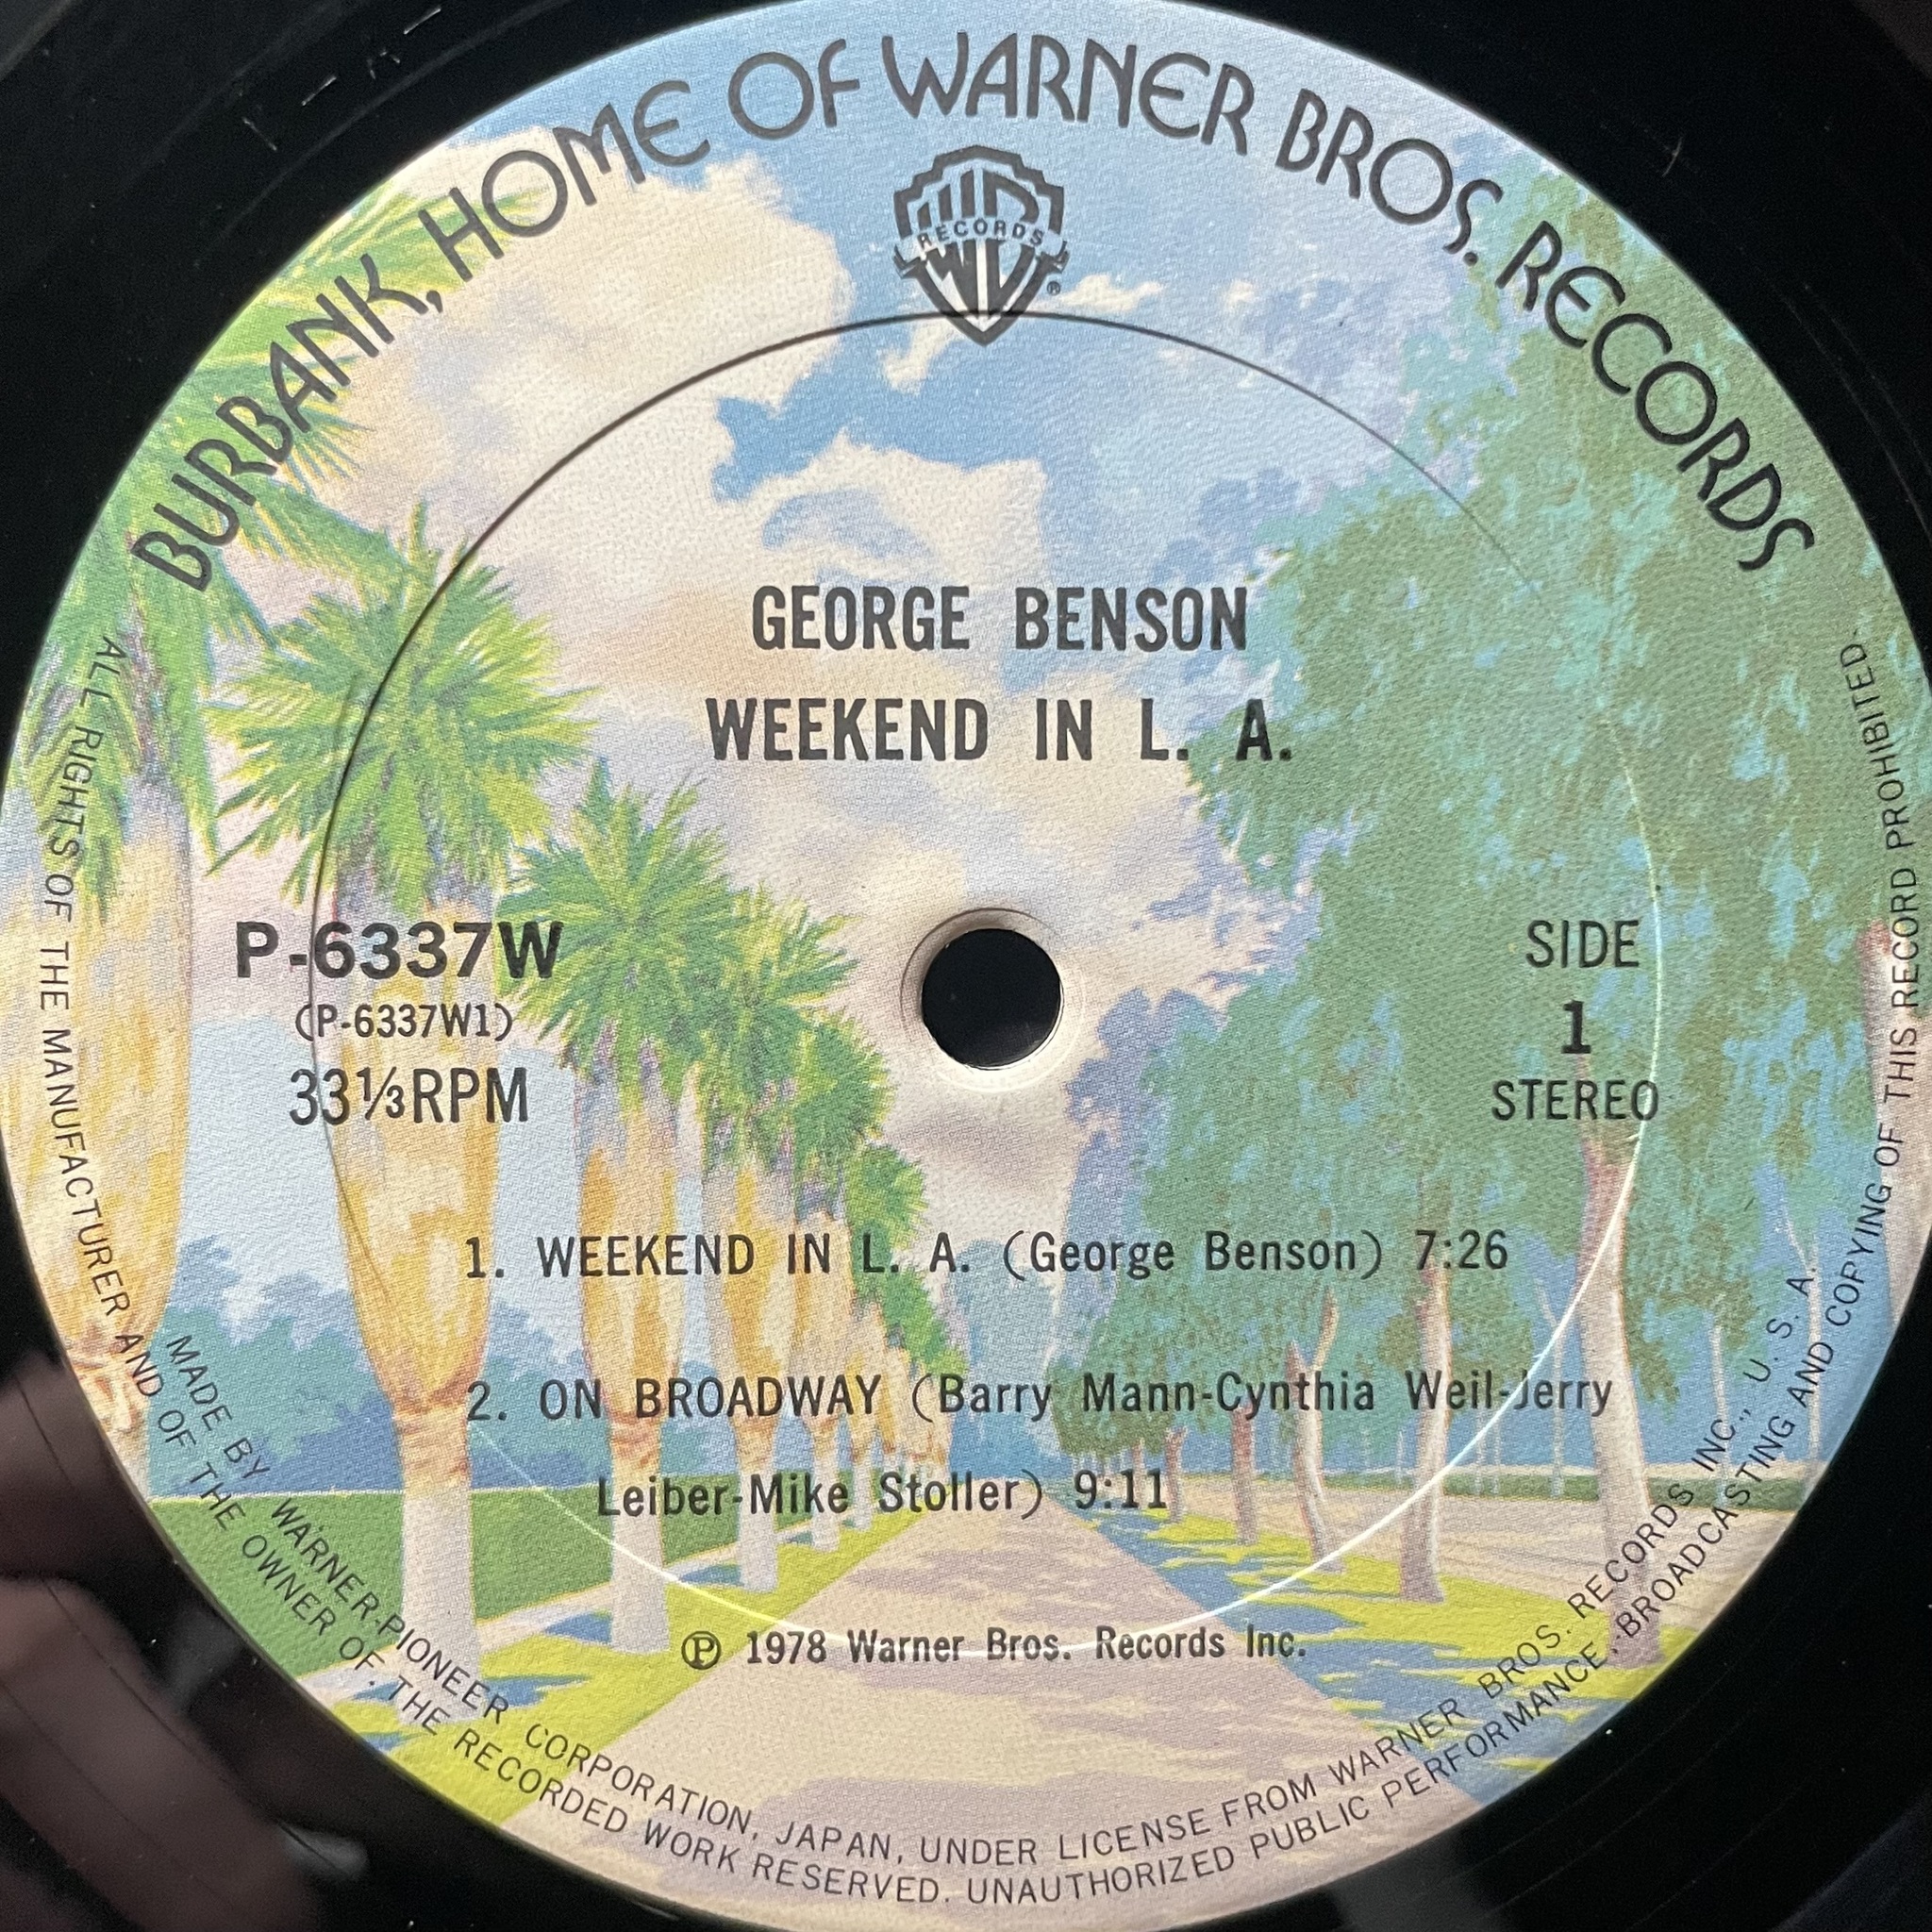 BURBANK, HOME OF WARNER BROS. RECORDS
RECORDS
®
GEORGE BENSON
WEEKEND IN L. A.
P-6337W
(P-6337W1)
33⅓RPM
SIDE
1
STEREO
1. WEEKEND IN L. A. (George Benson) 7:26
2. ON BROADWAY (Barry Mann-Cynthia Weil-Jerry
Leiber-Mike Stoller) 9:11
℗ 1978 Warner Bros. Records Inc.
MADE BY WARNER-PIONEER CORPORATION, JAPAN, UNDER LICENSE FROM WARNER BROS. RECORDS INC., U. S. A.
ALL RIGHTS OF THE MANUFACTURER AND OF THE OWNER OF THE RECORDED WORK RESERVED. UNAUTHORIZED PUBLIC PERFORMANCE, BROADCASTING AND COPYING OF THIS RECORD PROHIBITED.